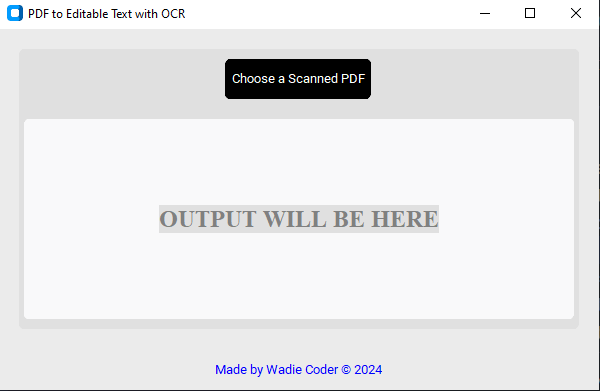 PDF to Editable Text with OCR
Choose a Scanned PDF
OUTPUT WILL BE HERE
Made by Wadie Coder © 2024